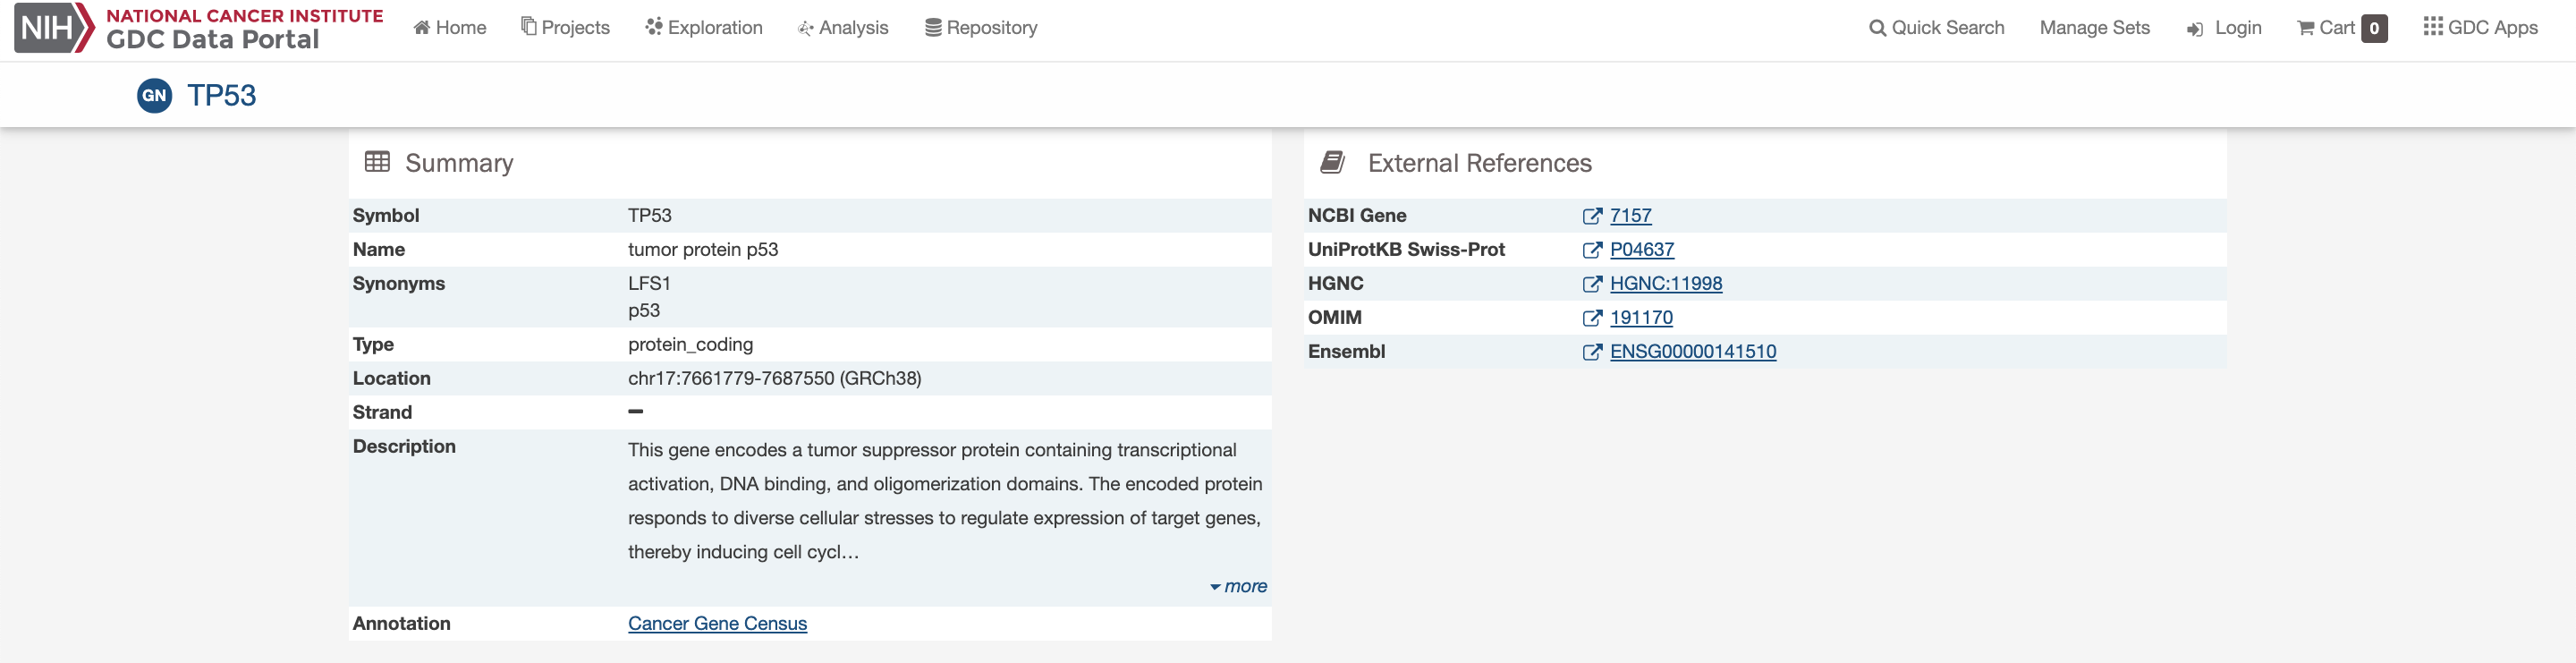 NIH NATIONAL CANCER INSTITUTE
GDC Data Portal
Home Projects Exploration Analysis Repository
Quick Search Manage Sets Login Cart 0 GDC Apps
GN TP53
Summary
Symbol TP53
Name tumor protein p53
Synonyms LFS1
p53
Type protein_coding
Location chr17:7661779-7687550 (GRCh38)
Strand –
Description This gene encodes a tumor suppressor protein containing transcriptional
activation, DNA binding, and oligomerization domains. The encoded protein
responds to diverse cellular stresses to regulate expression of target genes,
thereby inducing cell cycl…
more
Annotation Cancer Gene Census
External References
NCBI Gene 7157
UniProtKB Swiss-Prot P04637
HGNC HGNC:11998
OMIM 191170
Ensembl ENSG00000141510